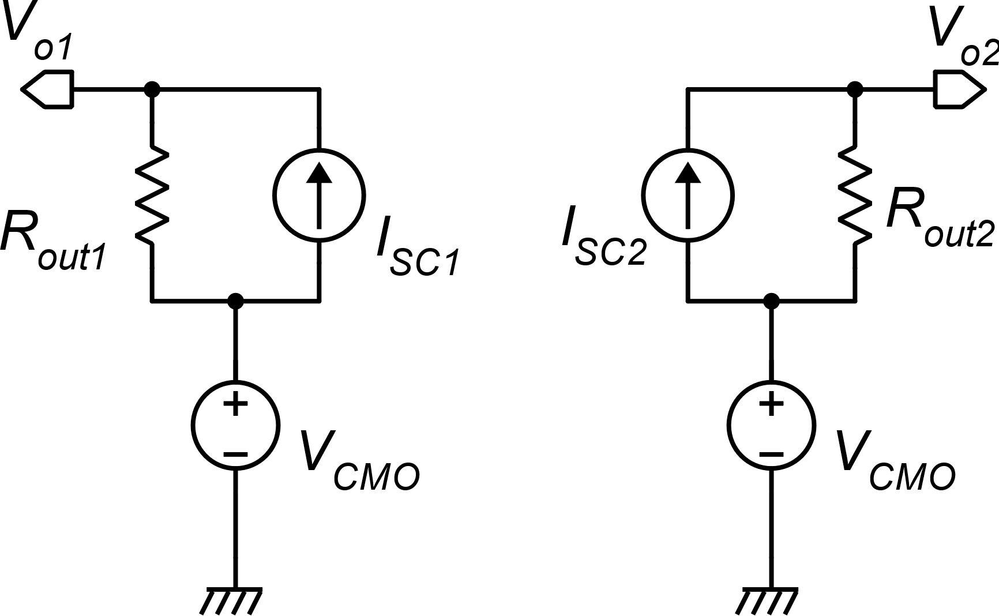 Vo1
Vo2
Rout1
ISC1
ISC2
Rout2
+
−
VCMO
+
−
VCMO